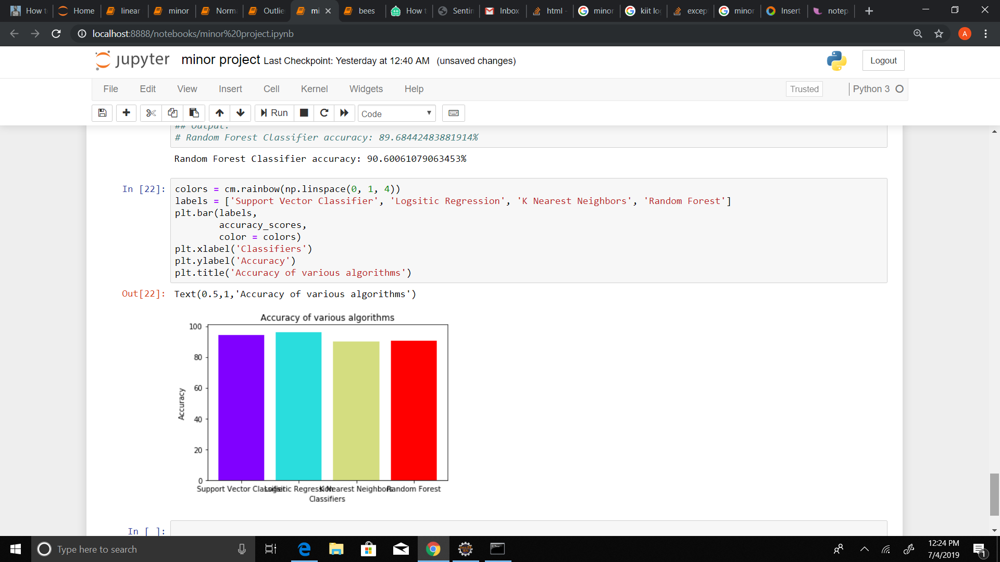 How t
Home
linear
minor
Norma
Outlie
mi
bees
How t
Sentin
Inbox
html -
minor
kiit lo
excep
minor
Insert
notep
localhost:8888/notebooks/minor%20project.ipynb
A
jupyter minor project Last Checkpoint: Yesterday at 12:40 AM (unsaved changes)
Logout
File Edit View Insert Cell Kernel Widgets Help
Trusted
Python 3
Run
Code
## Output:
# Random Forest Classifier accuracy: 89.68442483881914%
Random Forest Classifier accuracy: 90.60061079063453%
In [22]:
colors = cm.rainbow(np.linspace(0, 1, 4))
labels = ['Support Vector Classifier', 'Logsitic Regression', 'K Nearest Neighbors', 'Random Forest']
plt.bar(labels,
accuracy_scores,
color = colors)
plt.xlabel('Classifiers')
plt.ylabel('Accuracy')
plt.title('Accuracy of various algorithms')
Out[22]:
Text(0.5,1,'Accuracy of various algorithms')
Accuracy of various algorithms
100
80
60
40
20
0
Accuracy
Support Vector Classifier
Logsitic Regression
K Nearest Neighbors
Random Forest
Classifiers
In [ ]:
Type here to search
12:24 PM
7/4/2019
1